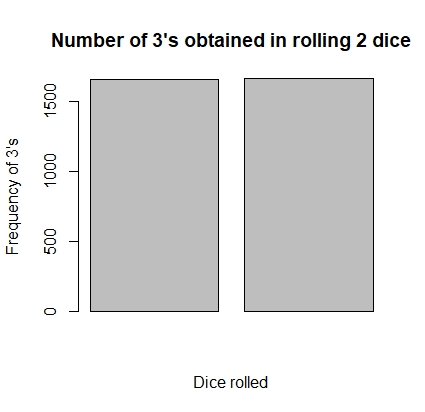 Number of 3's obtained in rolling 2 dice
Frequency of 3's
1500
1000
500
0
Dice rolled